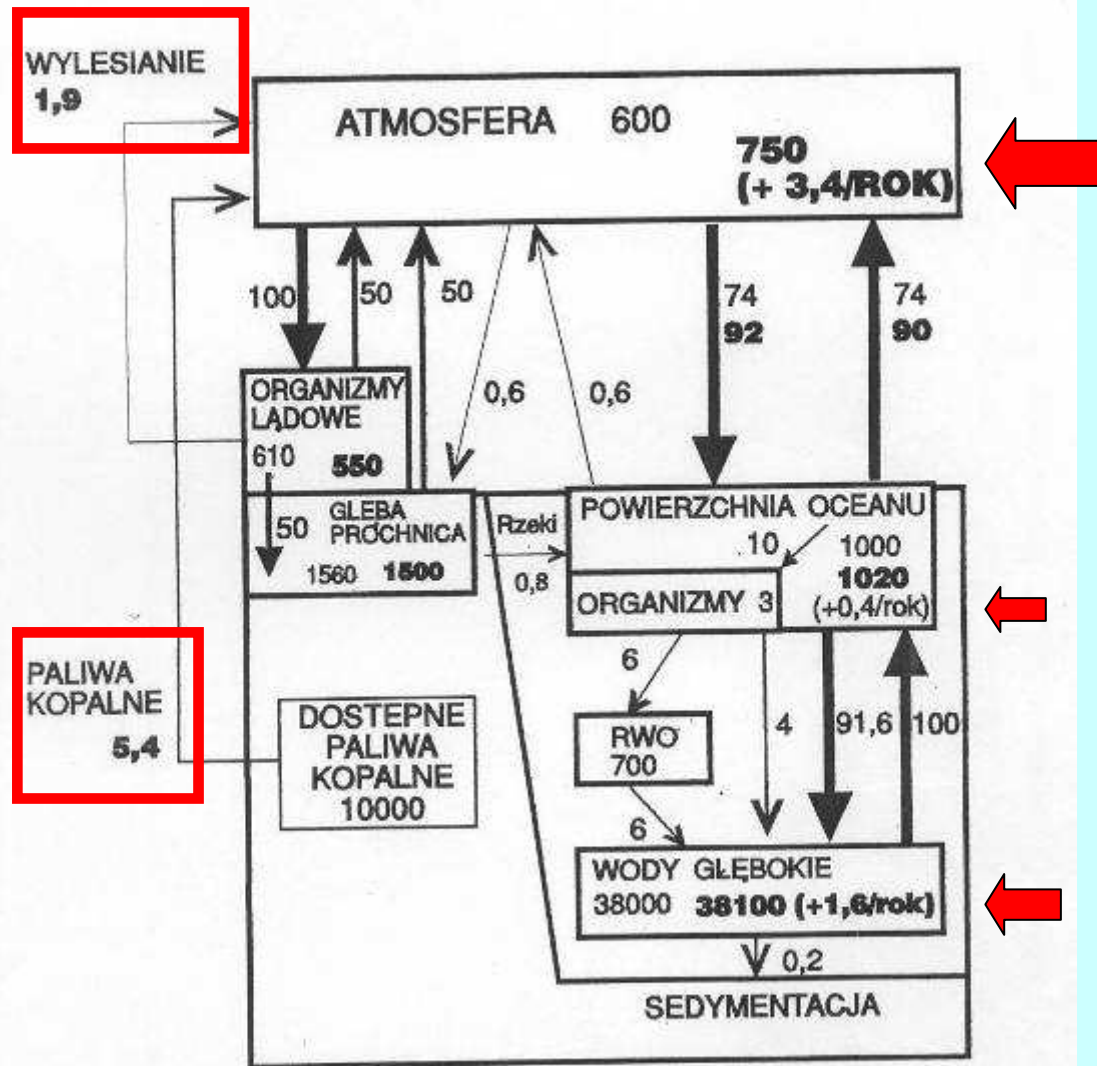 WYLESIANIE
1,9
ATMOSFERA 600
750
(+ 3,4/ROK)
100
50
50
0,6
0,6
74
92
74
90
ORGANIZMY
LĄDOWE
610 550
50
GLEBA
PRÓCHNICA
1560 1500
Rzeki
0,8
POWIERZCHNIA OCEANU
10
1000
1020
(+0,4/rok)
ORGANIZMY 3
PALIWA
KOPALNE
5,4
DOSTEPNE
PALIWA
KOPALNE
10000
6
RWO
700
6
4
91,6
100
WODY GŁĘBOKIE
38000 38100 (+1,6/rok)
0,2
SEDYMENTACJA